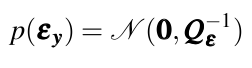 p(𝜺_𝒚) = 𝒩(𝟎, 𝑸_𝜺^{−1})